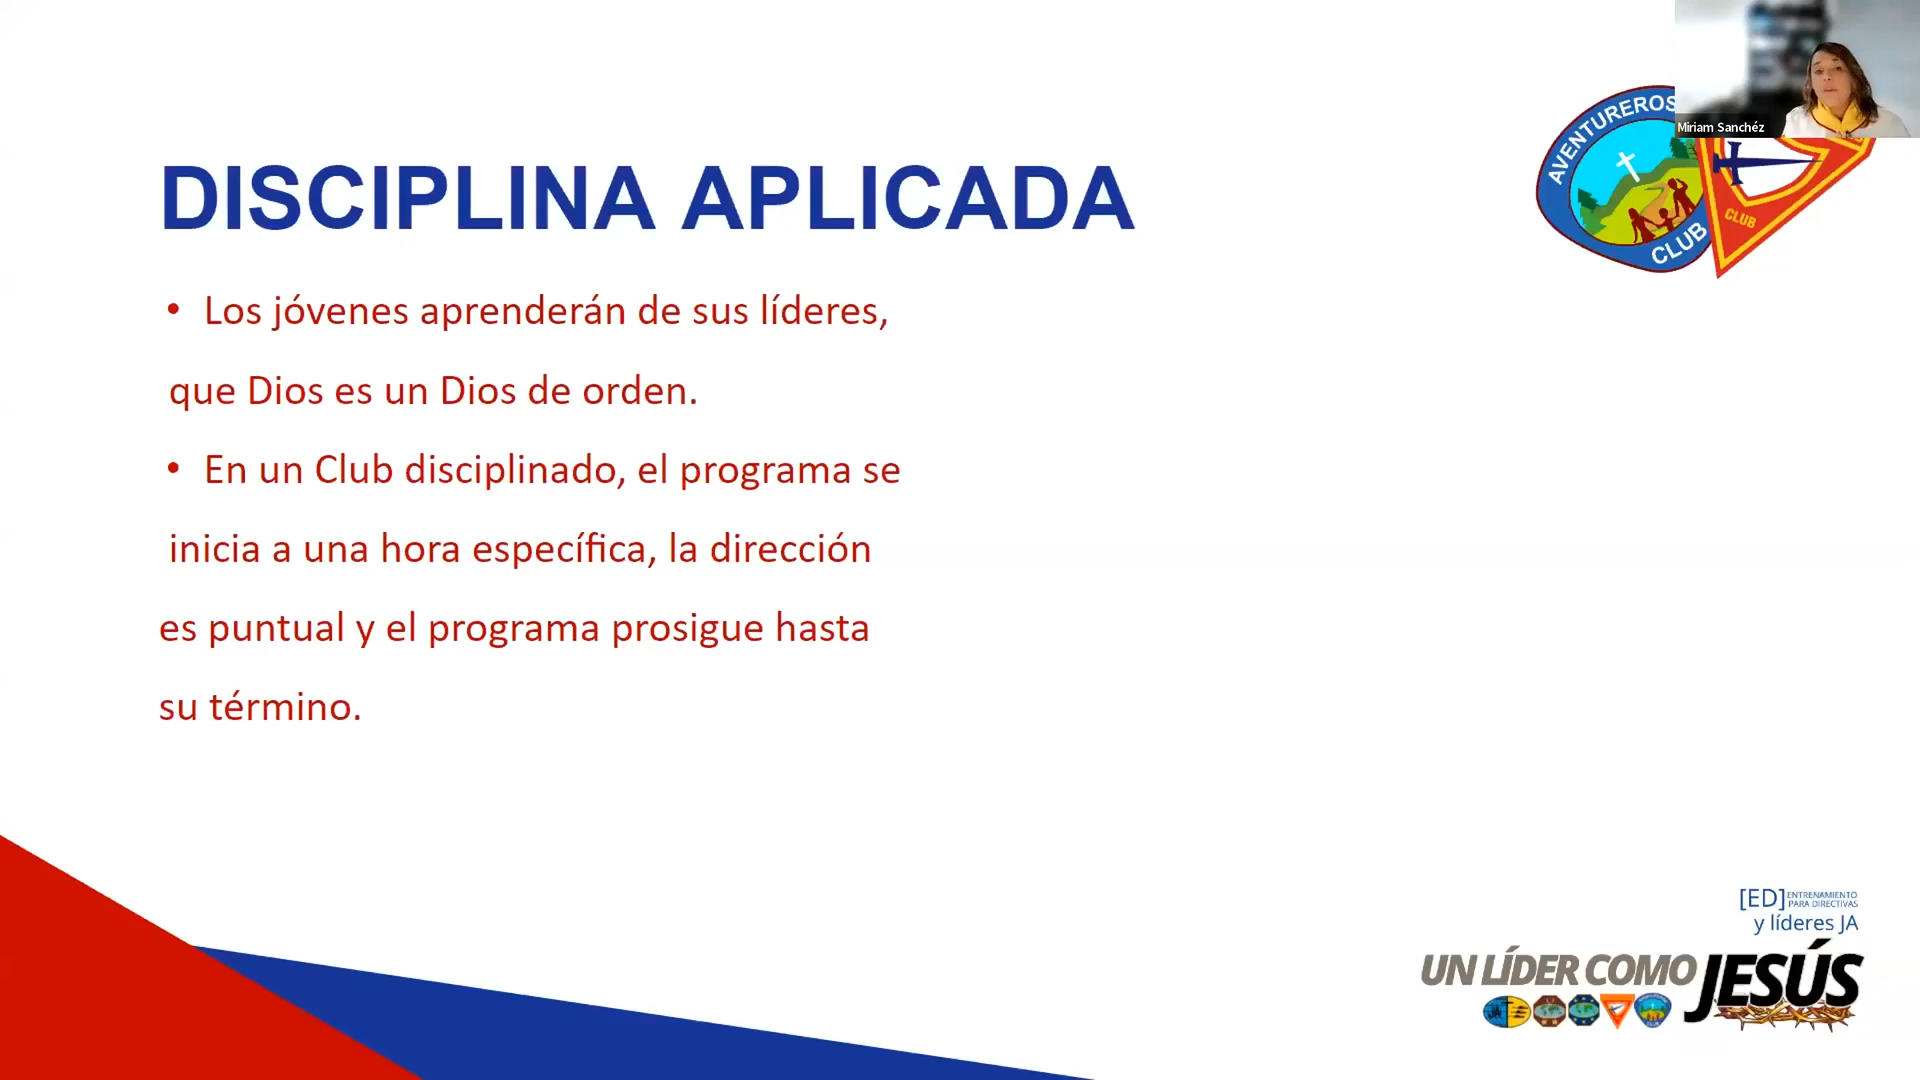 AVENTUREROS
CLUB
CLUB
Miriam Sanchéz
DISCIPLINA APLICADA
• Los jóvenes aprenderán de sus líderes,
que Dios es un Dios de orden.
• En un Club disciplinado, el programa se
inicia a una hora específica, la dirección
es puntual y el programa prosigue hasta
su término.
[ED] ENTRENAMIENTO
PARA DIRECTIVAS
y líderes JA
UN LÍDER COMO JESÚS